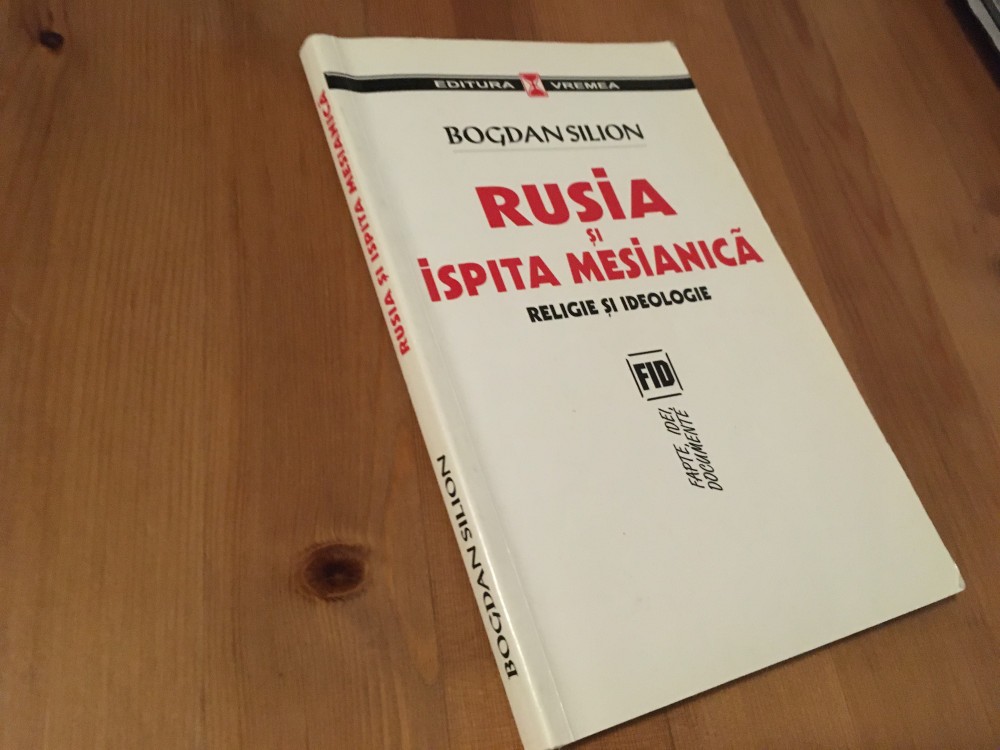 EDITURA VREMEA
BOGDAN SILION
RUSIA
ȘI
ISPITA MESIANICĂ
RELIGIE ȘI IDEOLOGIE
FID
FAPTE, IDEI,
DOCUMENTE
RUSIA ȘI ISPITA MESIANICĂ
BOGDAN SILION